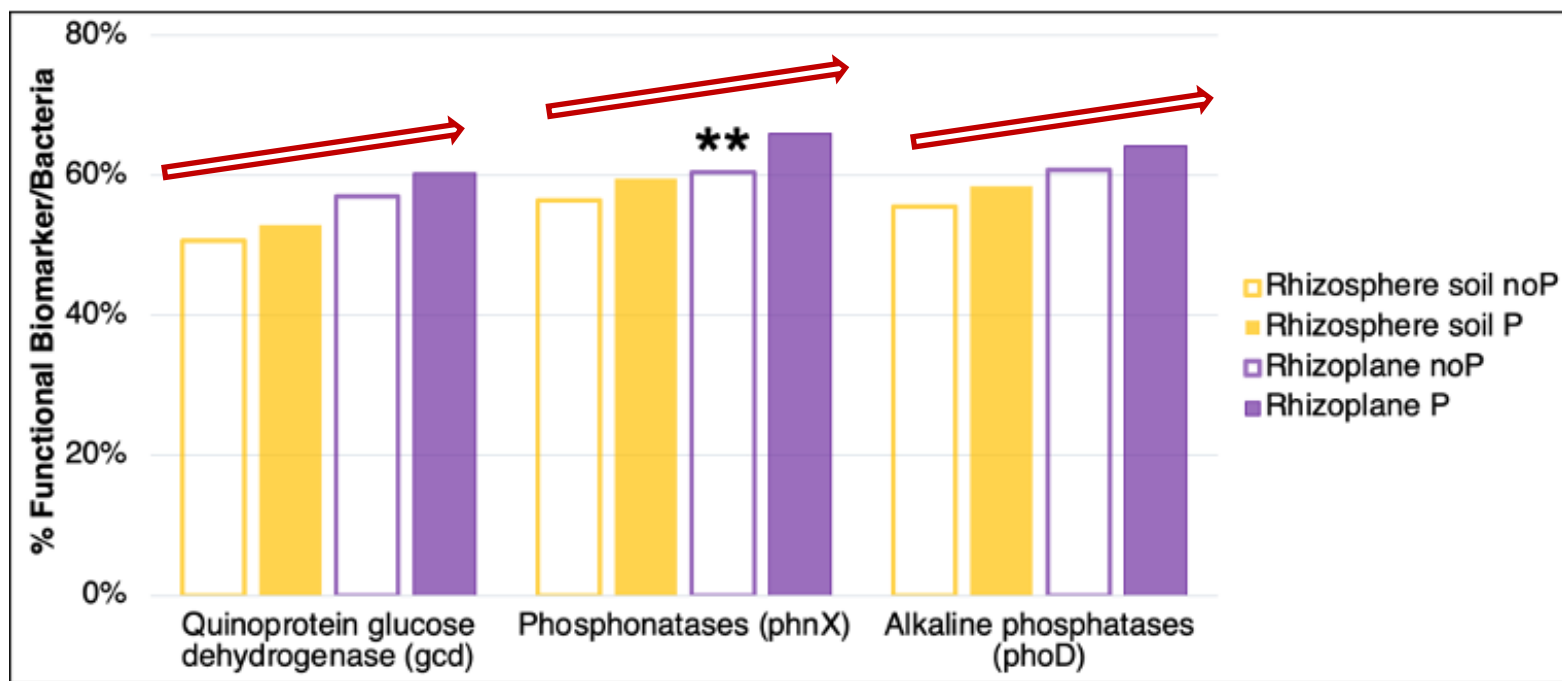 % Functional Biomarker/Bacteria
80%
60%
40%
20%
0%
**
Quinoprotein glucose
dehydrogenase (gcd)
Phosphonatases (phnX)
Alkaline phosphatases
(phoD)
Rhizosphere soil noP
Rhizosphere soil P
Rhizoplane noP
Rhizoplane P